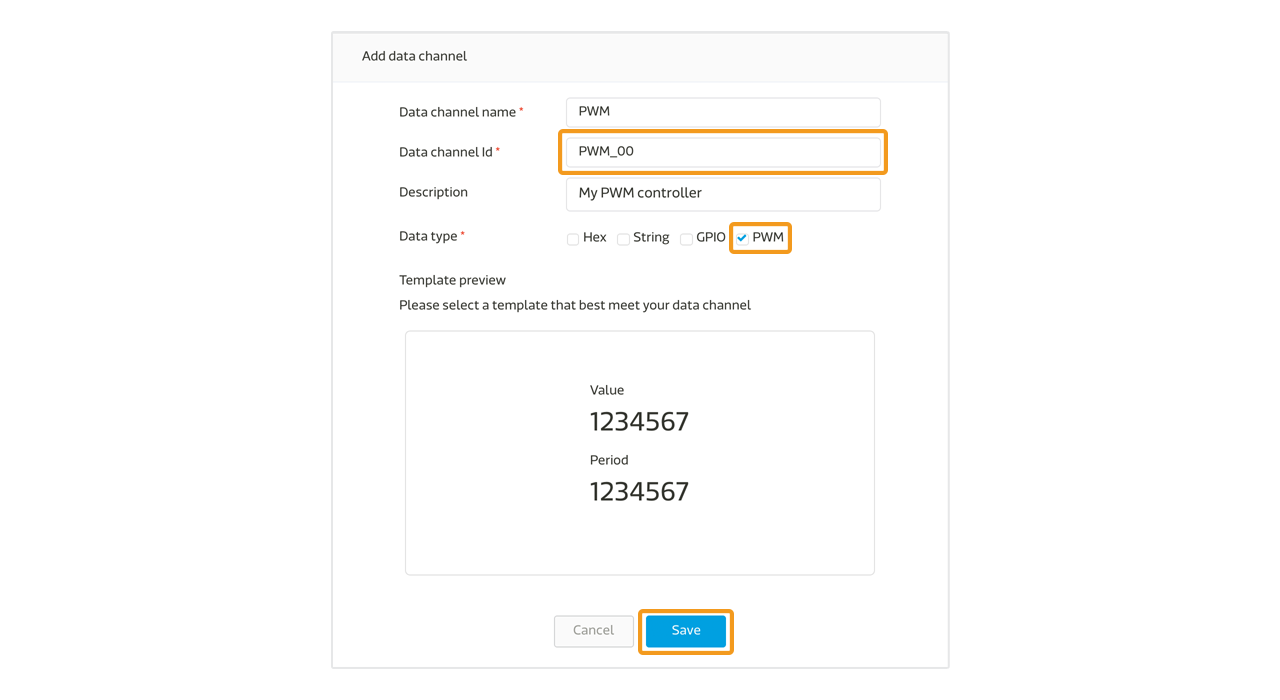 Add data channel
Data channel name * PWM
Data channel Id * PWM_00
Description My PWM controller
Data type * Hex String GPIO PWM
Template preview
Please select a template that best meet your data channel
Value
1234567
Period
1234567
Cancel Save